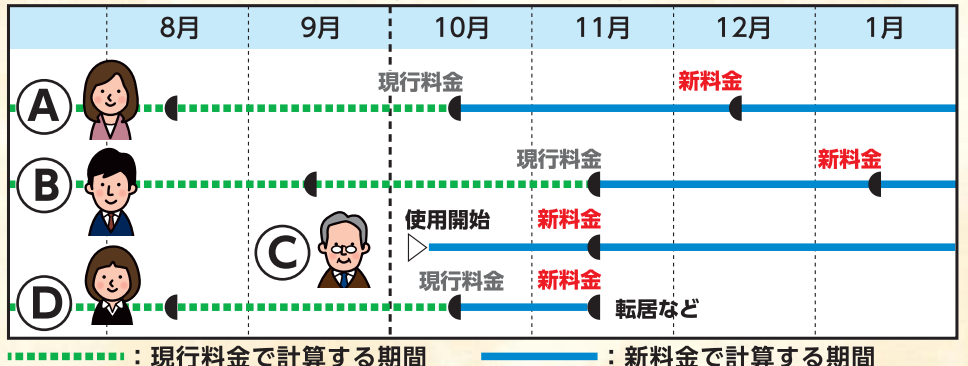 8月 9月 10月 11月 12月 1月
現行料金 新料金
A
現行料金 新料金
B
使用開始 新料金
C
現行料金 新料金
D 転居など
：現行料金で計算する期間 ：新料金で計算する期間